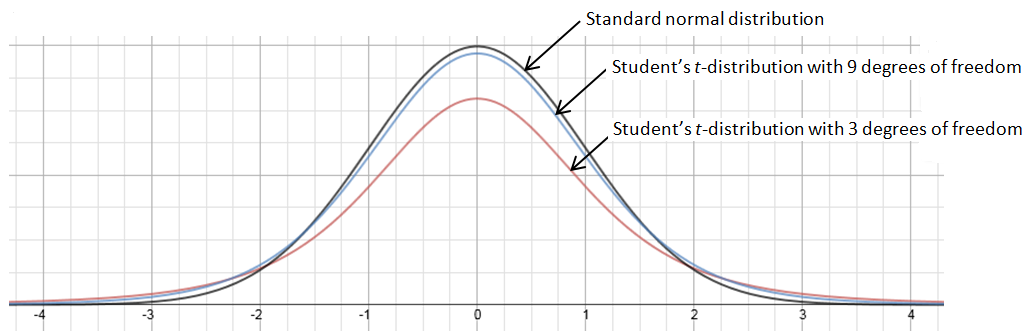 Standard normal distribution
Student's t-distribution with 9 degrees of freedom
Student's t-distribution with 3 degrees of freedom
-4 -3 -2 -1 0 1 2 3 4